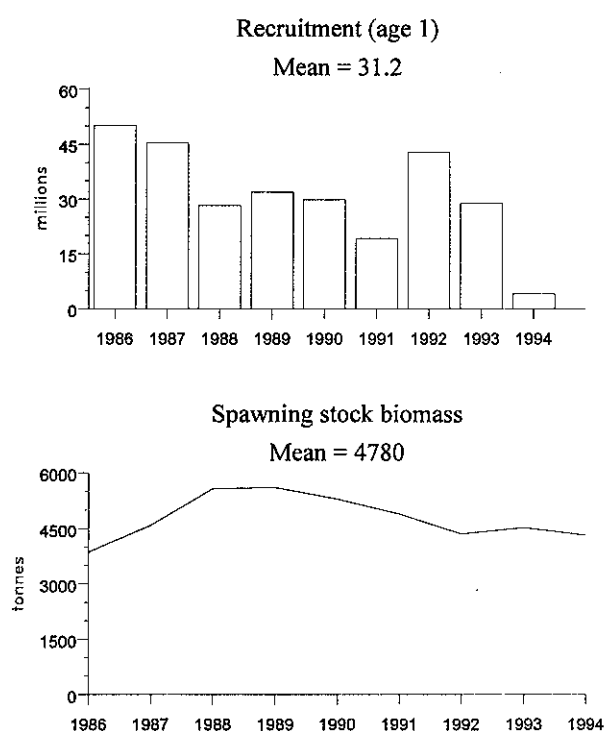 Recruitment (age 1)
Mean = 31.2
60
45
30
15
0
millions
1986 1987 1988 1989 1990 1991 1992 1993 1994
Spawning stock biomass
Mean = 4780
6000
4500
3000
1500
0
tonnes
1986 1987 1988 1989 1990 1991 1992 1993 1994